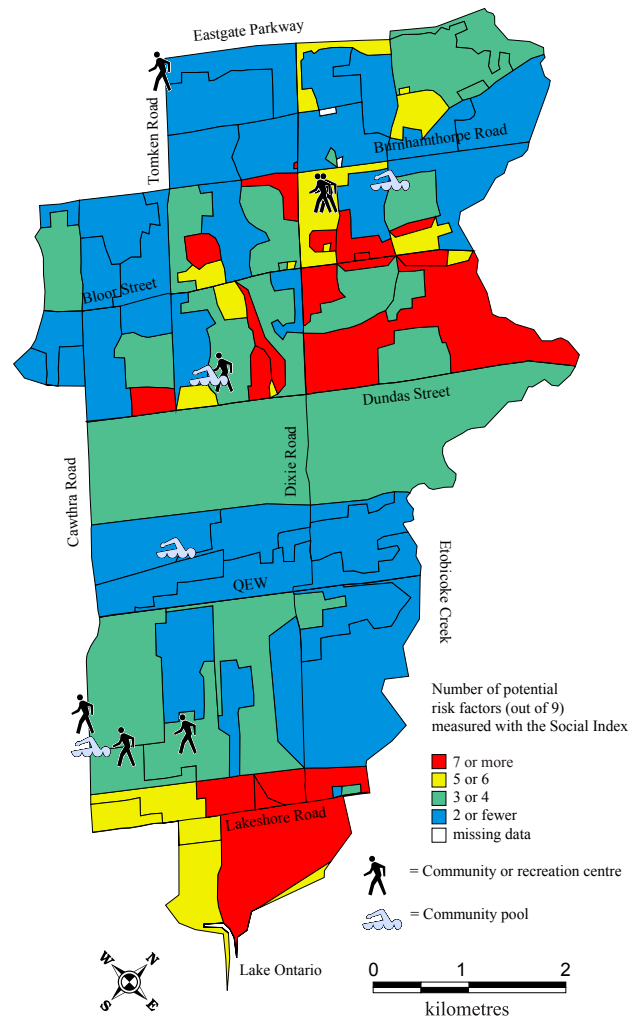 Eastgate Parkway
Tomken Road
Burnhamthorpe Road
Bloor Street
Dundas Street
Dixie Road
Cawthra Road
QEW
Etobicoke Creek
Number of potential
risk factors (out of 9)
measured with the Social Index
7 or more
5 or 6
3 or 4
2 or fewer
missing data
Lakeshore Road
= Community or recreation centre
= Community pool
W N
S E
Lake Ontario
0 1 2
kilometres